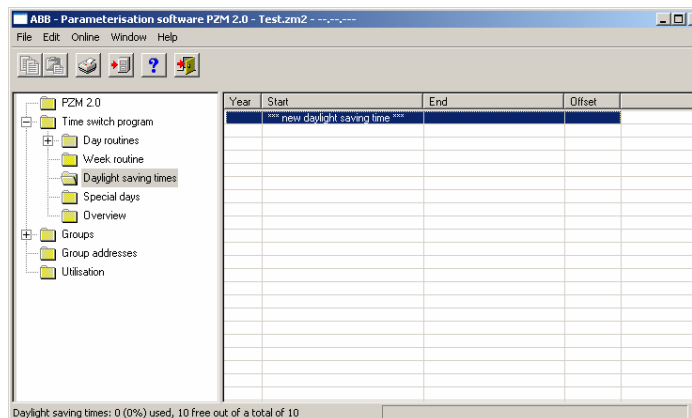 ABB - Parameterisation software PZM 2.0 - Test.zm2 - --.--.---
File Edit Online Window Help
PZM 2.0
Time switch program
Day routines
Week routine
Daylight saving times
Special days
Overview
Groups
Group addresses
Utilisation
Year Start End Offset
*** new daylight saving time ***
Daylight saving times: 0 (0%) used, 10 free out of a total of 10